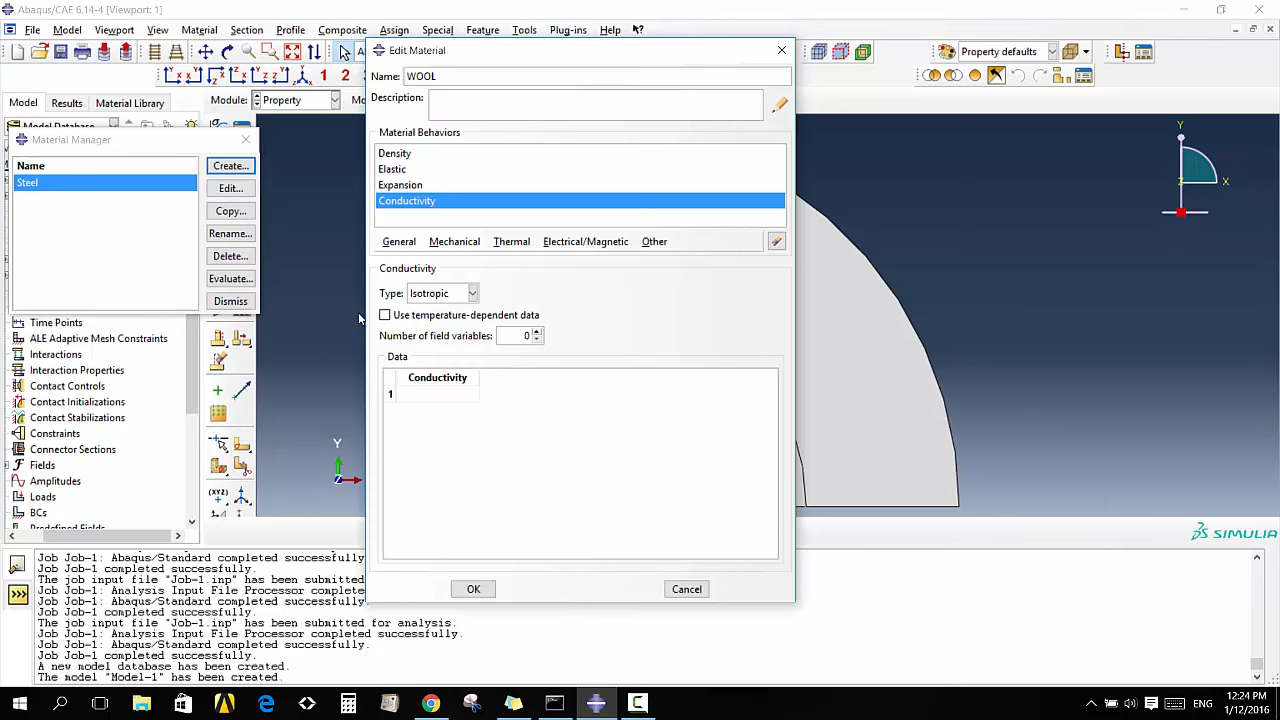 Abaqus/CAE 6.14-4 [Viewport: 1]
File Model Viewport View Material Section Profile Composite Assign Special Feature Tools Plug-ins Help
Property defaults
1 2
Model Results Material Library
Module: Property
Model Database
Material Manager
Name
Steel
Create...
Edit...
Copy...
Rename...
Delete...
Evaluate...
Dismiss
Time Points
ALE Adaptive Mesh Constraints
Interactions
Interaction Properties
Contact Controls
Contact Initializations
Contact Stabilizations
Constraints
Connector Sections
Fields
Amplitudes
Loads
BCs
Predefined Fields
(XYZ)
Edit Material
Name: WOOL
Description:
Material Behaviors
Density
Elastic
Expansion
Conductivity
General Mechanical Thermal Electrical/Magnetic Other
Conductivity
Type: Isotropic
Use temperature-dependent data
Number of field variables: 0
Data
Conductivity
1
OK Cancel
Y
Z X
Y
SIMULIA
Job Job-1: Abaqus/Standard completed successfully
Job Job-1 completed successfully.
The job input file "Job-1.inp" has been submitted
Job Job-1: Analysis Input File Processor complete
Job Job-1: Abaqus/Standard completed successfully
Job Job-1 completed successfully.
The job input file "Job-1.inp" has been submitted for analysis.
Job Job-1: Analysis Input File Processor completed successfully.
Job Job-1: Abaqus/Standard completed successfully.
Job Job-1 completed successfully.
A new model database has been created.
The model "Model-1" has been created.
ENG
12:24 PM
1/12/2016